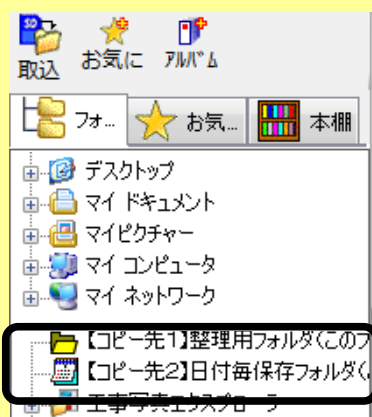 SD
取込 お気に ｱﾙﾊﾞﾑ
フォ... お気... 本棚
デスクトップ
マイ ドキュメント
マイピクチャー
マイ コンピュータ
マイ ネットワーク
【コピー先1】整理用フォルダ(このフ
【コピー先2】日付毎保存フォルダ(
工事写真エクスプローラ